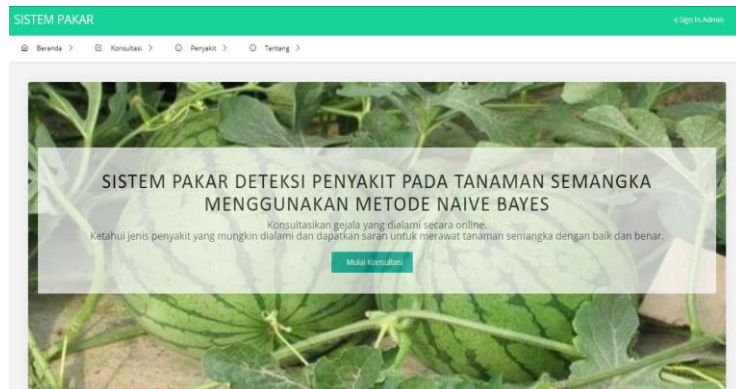 SISTEM PAKAR
Sign In Admin
Beranda
Konsultasi
Penyakit
Tentang
SISTEM PAKAR DETEKSI PENYAKIT PADA TANAMAN SEMANGKA
MENGGUNAKAN METODE NAIVE BAYES
Konsultasikan gejala yang dialami secara online.
Ketahui jenis penyakit yang mungkin dialami dan dapatkan saran untuk merawat tanaman semangka dengan baik dan benar.
Mulai Konsultasi